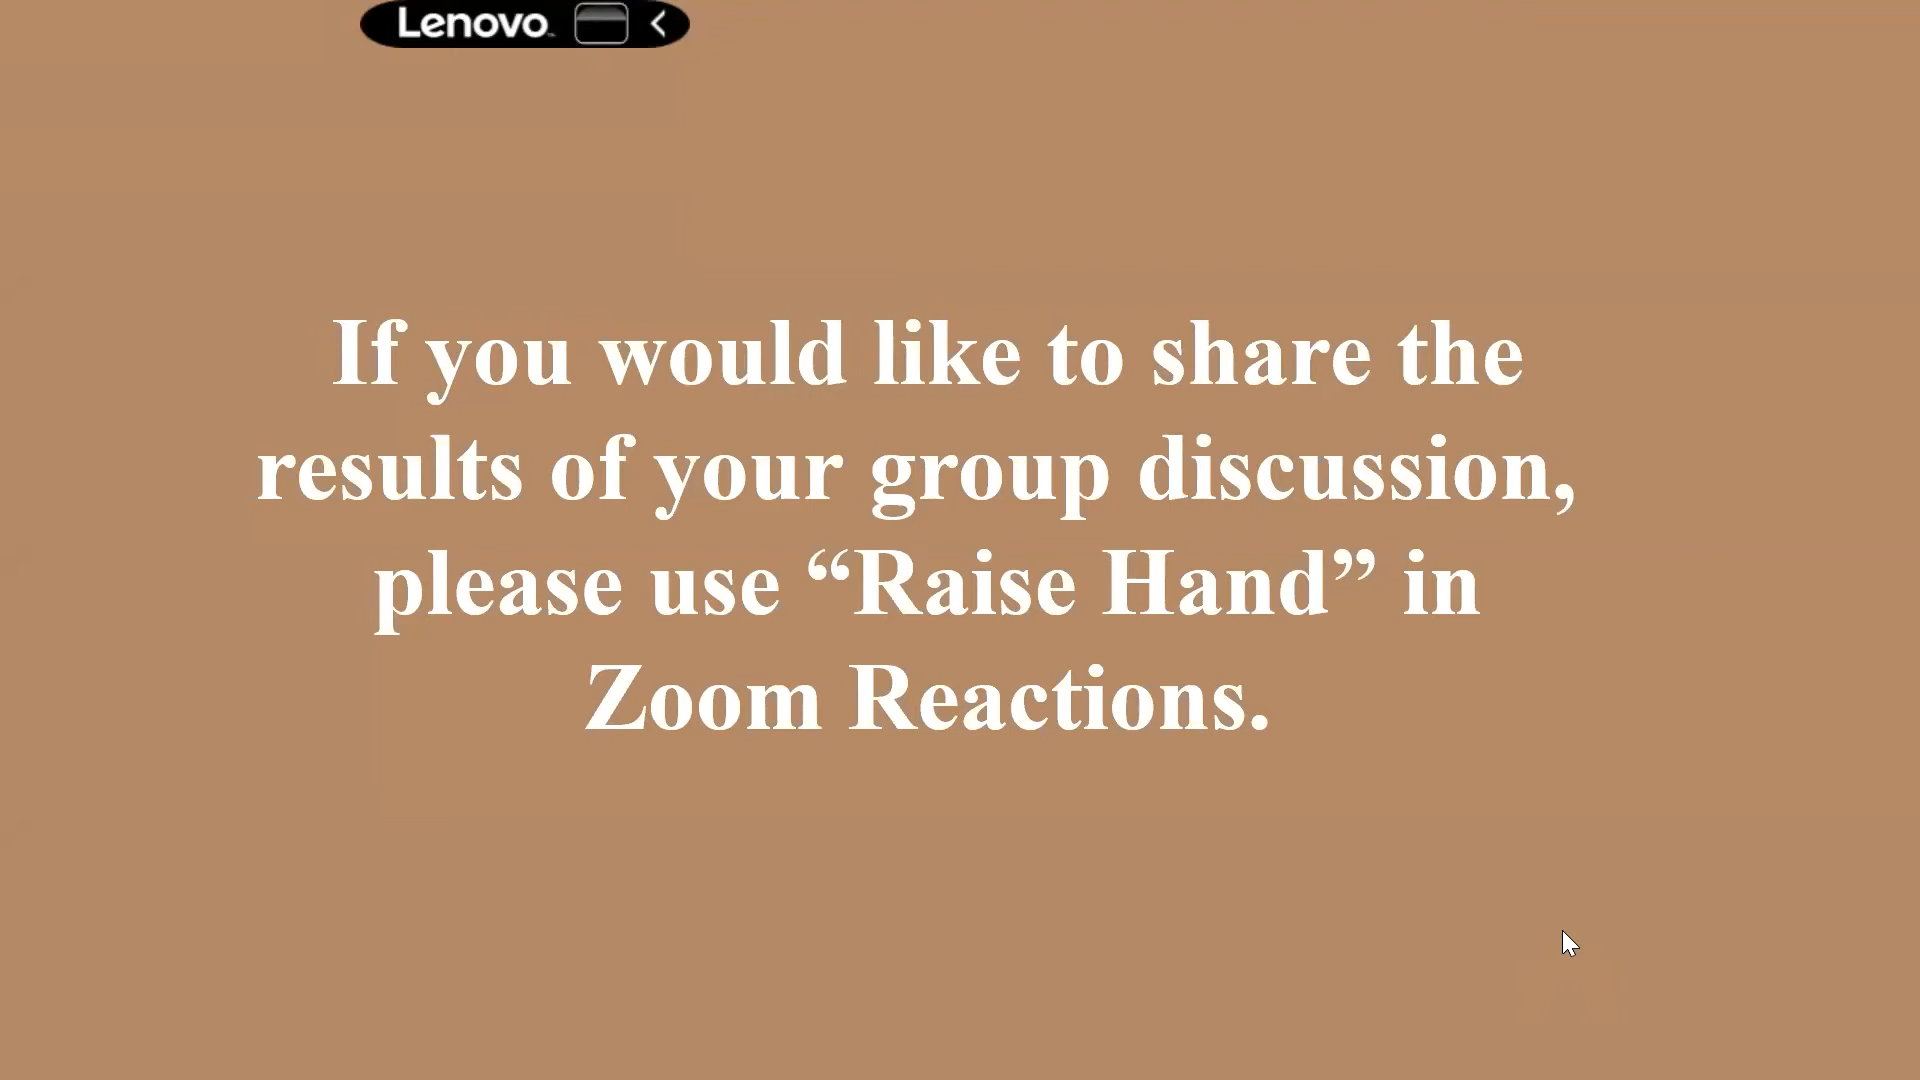 Lenovo
If you would like to share the
results of your group discussion,
please use “Raise Hand” in
Zoom Reactions.